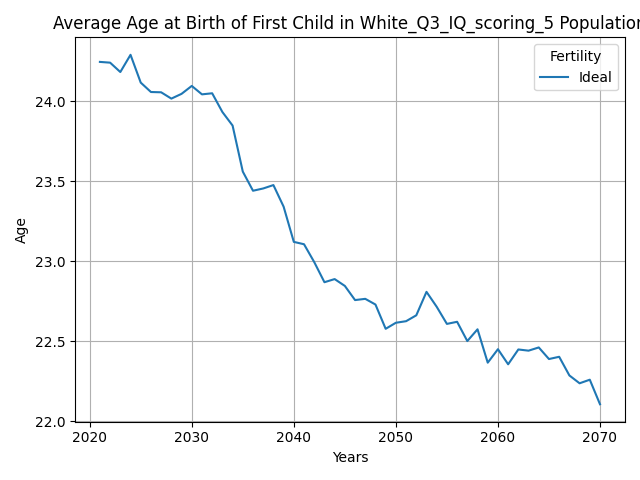 Average Age at Birth of First Child in White_Q3_IQ_scoring_5 Population
Fertility
Ideal
24.0
23.5
23.0
22.5
22.0
Age
2020 2030 2040 2050 2060 2070
Years